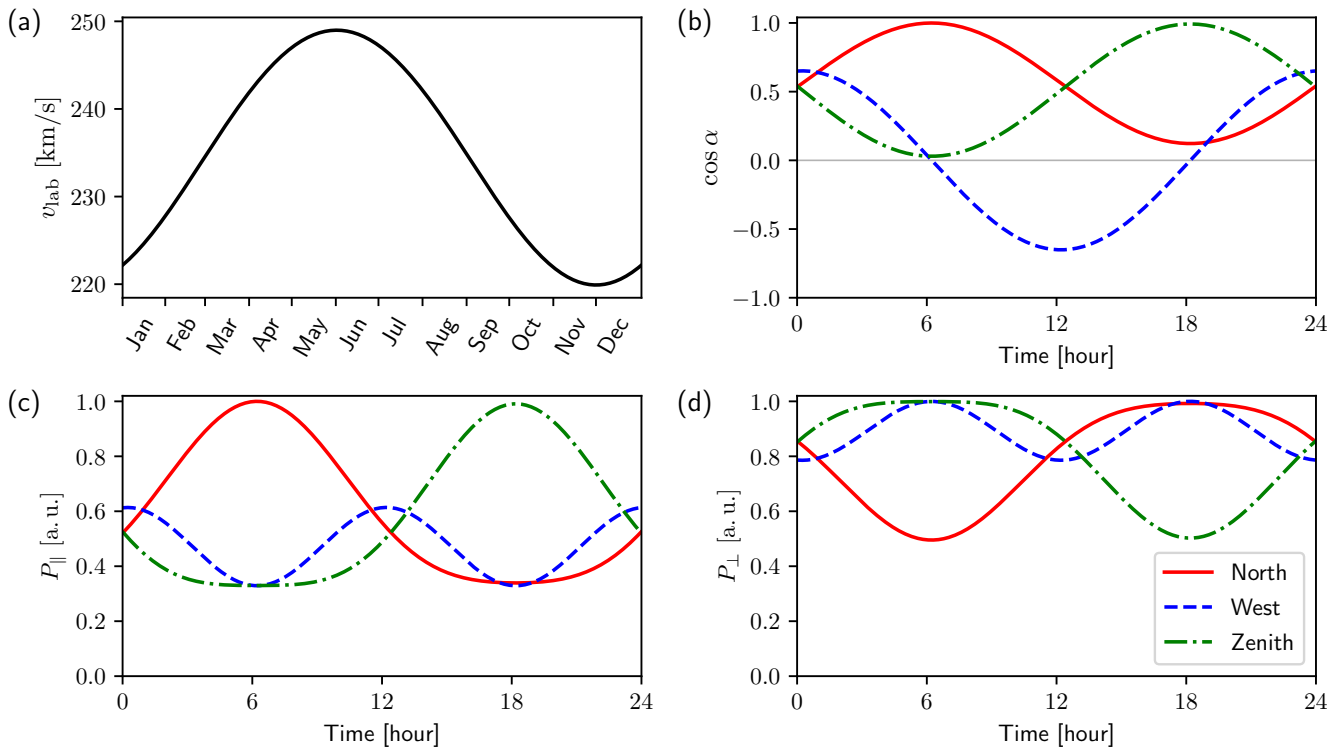 (a)
250
240
230
220
v_lab [km/s]
Jan
Feb
Mar
Apr
May
Jun
Jul
Aug
Sep
Oct
Nov
Dec
(b)
1.0
0.5
0.0
−0.5
−1.0
cos α
0
6
12
18
24
Time [hour]
(c)
1.0
0.8
0.6
0.4
0.2
0.0
P_∥ [a. u.]
0
6
12
18
24
Time [hour]
(d)
1.0
0.8
0.6
0.4
0.2
0.0
P_⊥ [a. u.]
North
West
Zenith
0
6
12
18
24
Time [hour]